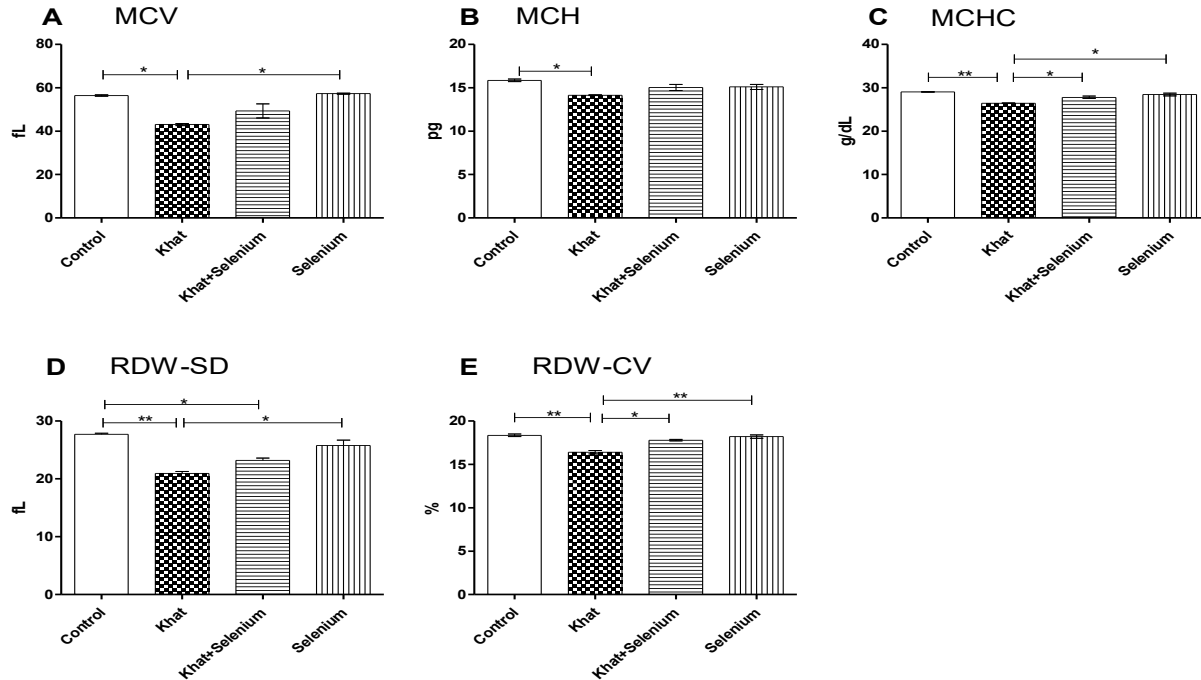 A MCV
80
60
40
20
0
fL
* *
Control Khat Khat+Selenium Selenium
B MCH
20
15
10
5
0
pg
*
Control Khat Khat+Selenium Selenium
C MCHC
40
30
20
10
0
g/dL
*
** *
Control Khat Khat+Selenium Selenium
D RDW-SD
30
20
10
0
fL
*
** *
Control Khat Khat+Selenium Selenium
E RDW-CV
20
15
10
5
0
%
**
** *
Control Khat Khat+Selenium Selenium